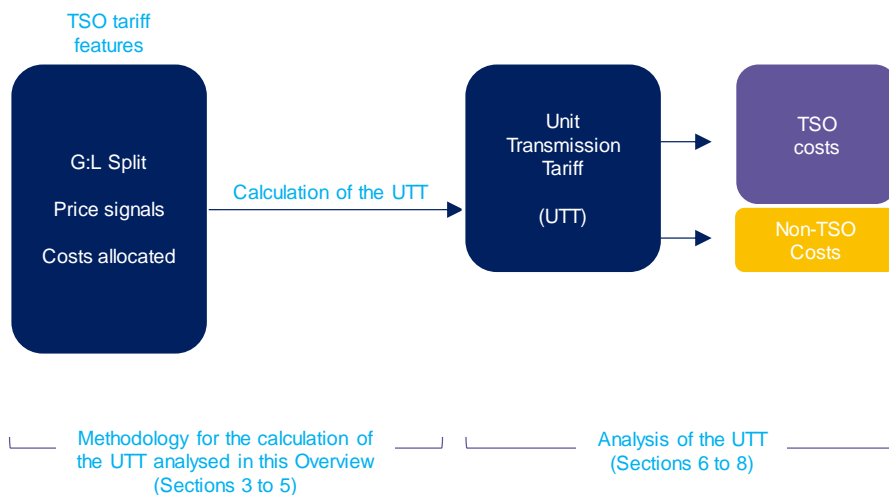 TSO tariff
features
G:L Split
Price signals
Costs allocated
Calculation of the UTT
Unit
Transmission
Tariff
(UTT)
TSO
costs
Non-TSO
Costs
Methodology for the calculation of
the UTT analysed in this Overview
(Sections 3 to 5)
Analysis of the UTT
(Sections 6 to 8)